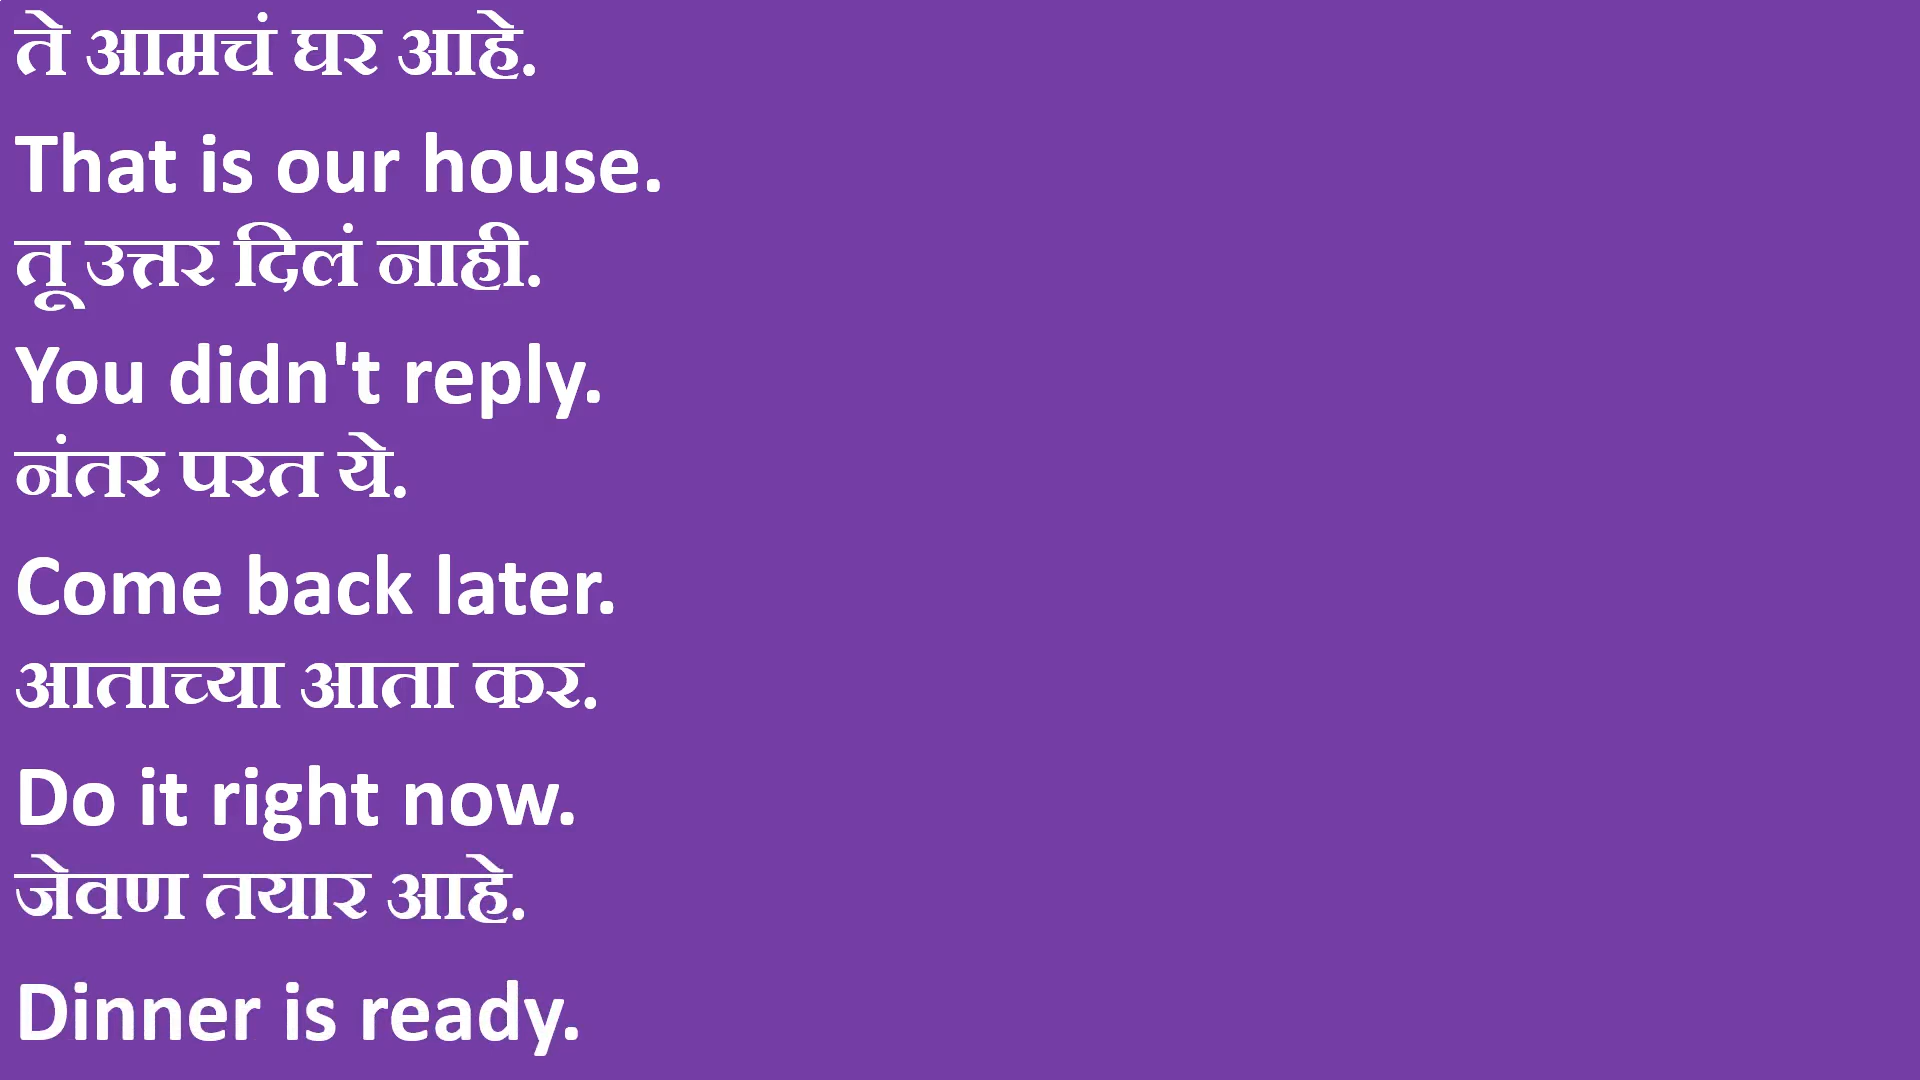 ते आमचं घर आहे.
That is our house.
तू उत्तर दिलं नाही.
You didn't reply.
नंतर परत ये.
Come back later.
आताच्या आता कर.
Do it right now.
जेवण तयार आहे.
Dinner is ready.